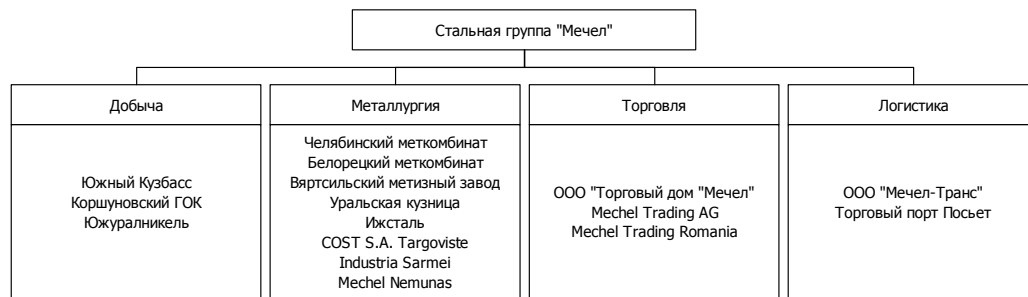 Стальная группа "Мечел"
Добыча
Южный Кузбасс
Коршуновский ГОК
Южуралникель
Металлургия
Челябинский меткомбинат
Белорецкий меткомбинат
Вяртсильский метизный завод
Уральская кузница
Ижсталь
COST S.A. Targoviste
Industria Sarmei
Mechel Nemunas
Торговля
ООО "Торговый дом "Мечел"
Mechel Trading AG
Mechel Trading Romania
Логистика
ООО "Мечел-Транс"
Торговый порт Посьет